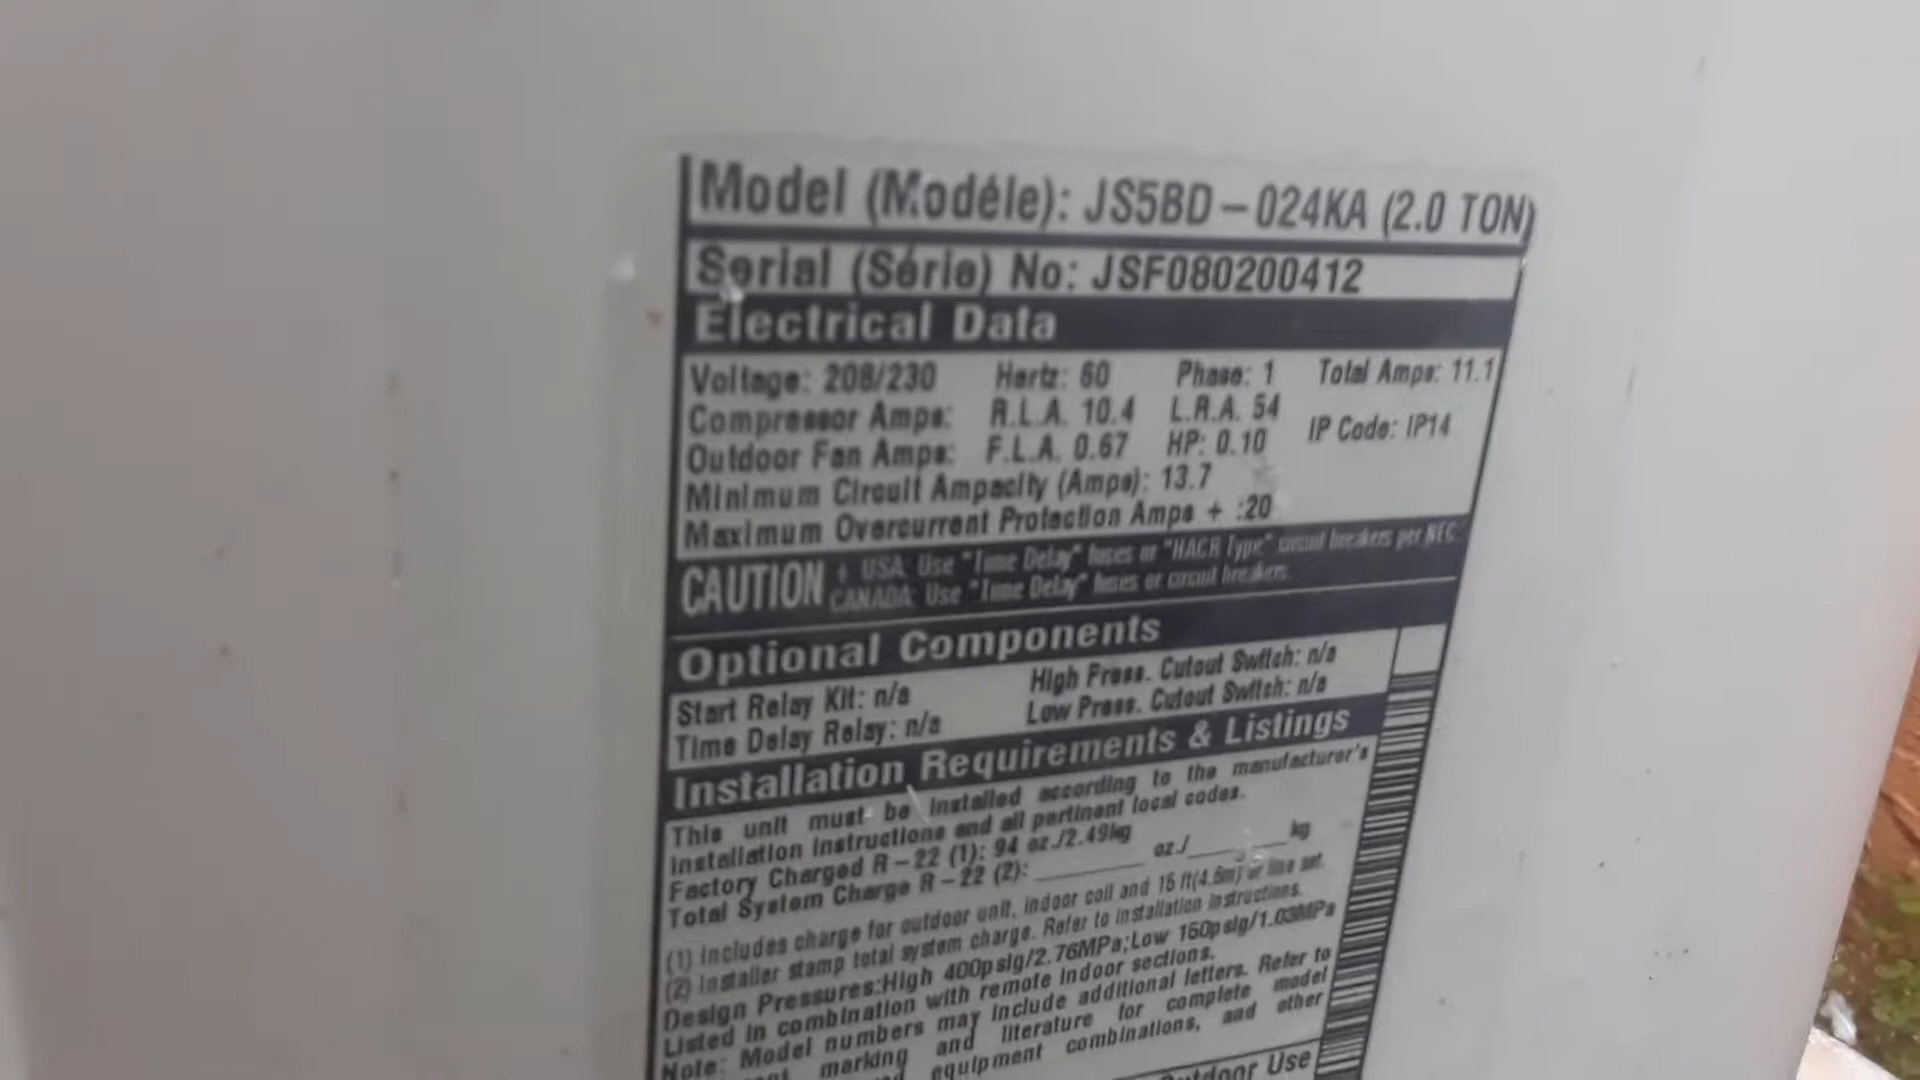 Model (Modéle): JS5BD-024KA (2.0 TON)
Serial (Série) No: JSF080200412
Electrical Data
Voltage: 208/230 Hertz: 60 Phase: 1 Total Amps: 11.1
Compressor Amps: R.L.A. 10.4 L.R.A. 54
IP Code: IP14
Outdoor Fan Amps: F.L.A. 0.67 HP: 0.10
Minimum Circuit Ampacity (Amps): 13.7
Maximum Overcurrent Protection Amps + :20
CAUTION + USA: Use "Time Delay" fuses or "HACR Type" circuit breakers per NEC.
CANADA: Use "Time Delay" fuses or circuit breakers.
Optional Components
Start Relay Kit: n/a High Press. Cutout Switch: n/a
Time Delay Relay: n/a Low Press. Cutout Switch: n/a
Installation Requirements & Listings
This unit must be installed according to the manufacturer's
installation instructions and all pertinent local codes.
Factory Charged R-22 (1): 94 oz./2.49kg
Total System Charge R-22 (2): ______ oz./______kg
(1) Includes charge for outdoor unit, indoor coil and 15 ft(4.6m) of line set.
(2) Installer stamp total system charge. Refer to installation instructions.
Design Pressures:High 400psig/2.76MPa;Low 150psig/1.03MPa
Listed in combination with remote indoor sections.
Note: Model numbers may include additional letters. Refer to
marking and literature for complete model
equipment combinations, and other
Outdoor Use